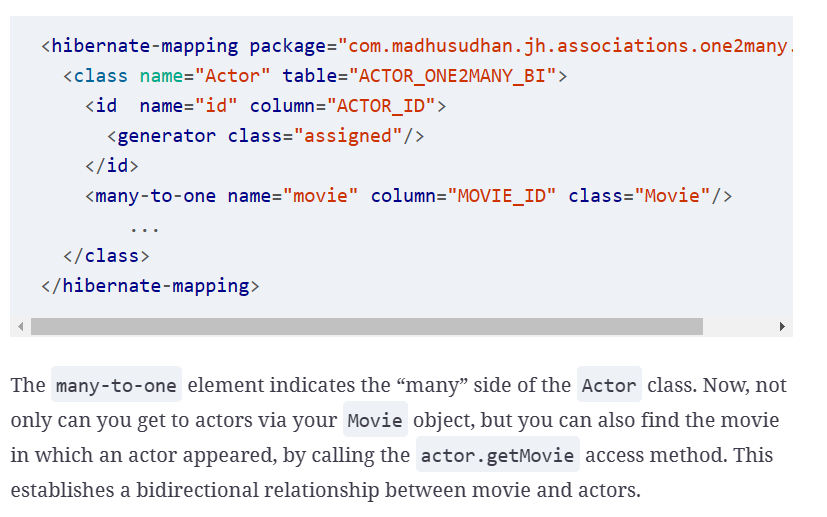 <hibernate-mapping package="com.madhusudhan.jh.associations.one2many.
<class name="Actor" table="ACTOR_ONE2MANY_BI">
<id  name="id" column="ACTOR_ID">
<generator class="assigned"/>
</id>
<many-to-one name="movie" column="MOVIE_ID" class="Movie"/>
...
</class>
</hibernate-mapping>
The many-to-one element indicates the “many” side of the Actor class. Now, not
only can you get to actors via your Movie object, but you can also find the movie
in which an actor appeared, by calling the actor.getMovie access method. This
establishes a bidirectional relationship between movie and actors.